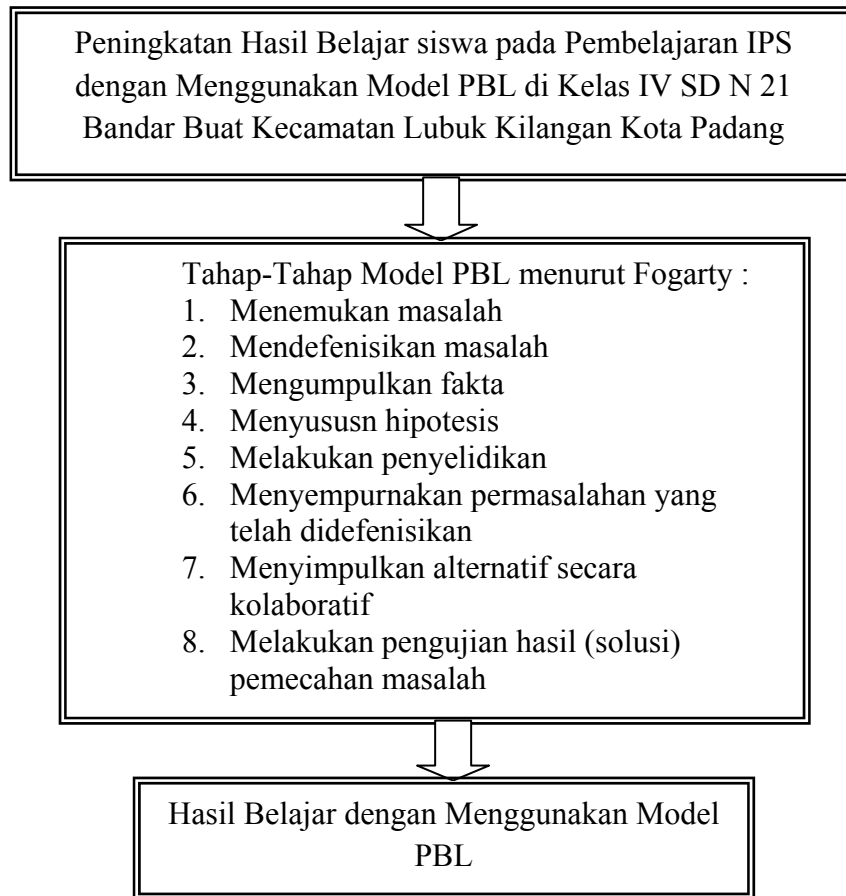 Peningkatan Hasil Belajar siswa pada Pembelajaran IPS
dengan Menggunakan Model PBL di Kelas IV SD N 21
Bandar Buat Kecamatan Lubuk Kilangan Kota Padang
Tahap-Tahap Model PBL menurut Fogarty :
1. Menemukan masalah
2. Mendefenisikan masalah
3. Mengumpulkan fakta
4. Menyususn hipotesis
5. Melakukan penyelidikan
6. Menyempurnakan permasalahan yang
telah didefenisikan
7. Menyimpulkan alternatif secara
kolaboratif
8. Melakukan pengujian hasil (solusi)
pemecahan masalah
Hasil Belajar dengan Menggunakan Model
PBL